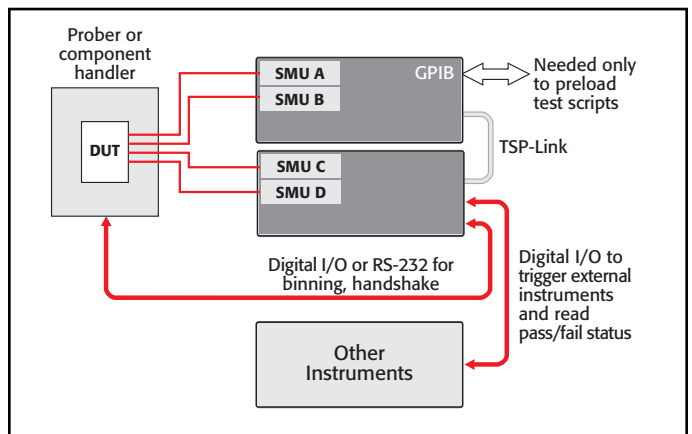 Prober or
component
handler
DUT
SMU A
SMU B
GPIB
Needed only
to preload
test scripts
TSP-Link
SMU C
SMU D
Digital I/O or RS-232 for
binning, handshake
Digital I/O to
trigger external
instruments
and read
pass/fail status
Other
Instruments